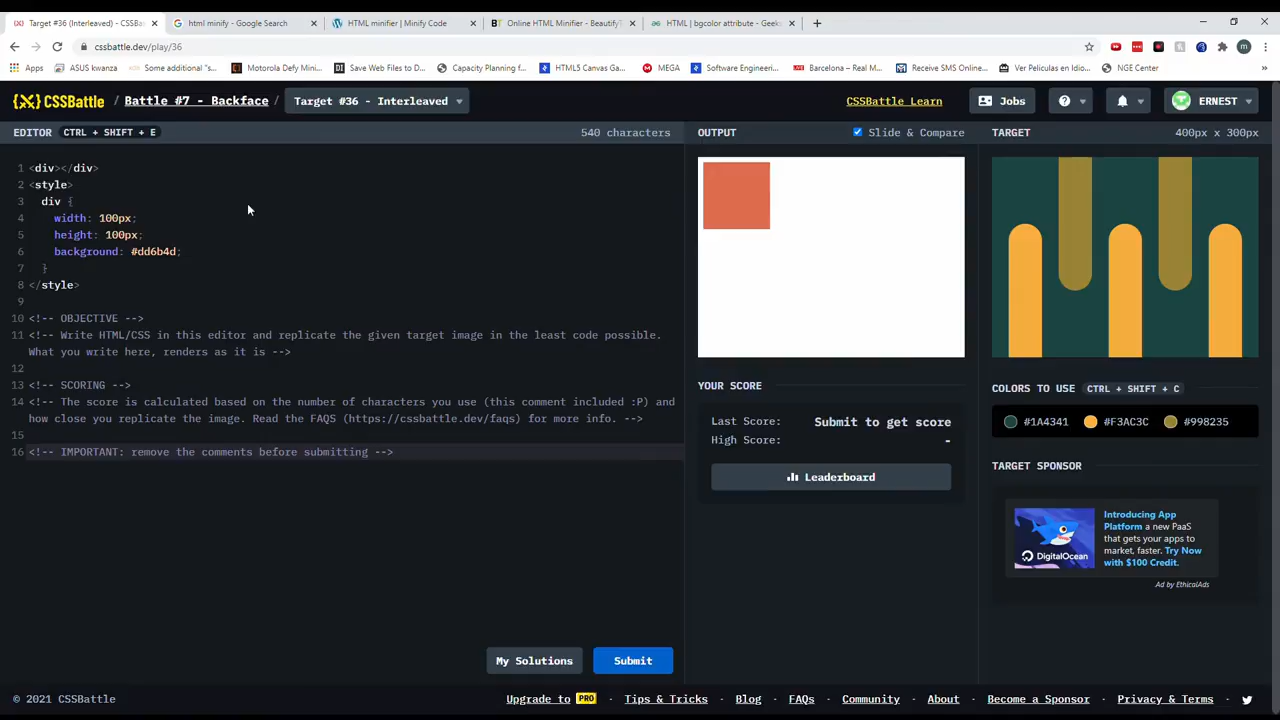 Target #36 (Interleaved) - CSSBat
html minify - Google Search
HTML minifier | Minify Code
Online HTML Minifier - BeautifyT
HTML | bgcolor attribute - Geeks
cssbattle.dev/play/36
Apps
ASUS kwanza
Some additional "s...
Motorola Defy Mini...
Save Web Files to D...
Capacity Planning f...
HTML5 Canvas Ga...
MEGA
Software Engineeri...
Barcelona – Real M...
Receive SMS Online...
Ver Peliculas en Idio...
NGE Center
»
{X} CSSBattle / Battle #7 - Backface / Target #36 - Interleaved
CSSBattle Learn
Jobs
ERNEST
EDITOR CTRL + SHIFT + E 540 characters
OUTPUT Slide & Compare
TARGET 400px x 300px
1 <div></div>
2 <style>
3 div {
4 width: 100px;
5 height: 100px;
6 background: #dd6b4d;
7 }
8 </style>
9
10 <!-- OBJECTIVE -->
11 <!-- Write HTML/CSS in this editor and replicate the given target image in the least code possible.
What you write here, renders as it is -->
12
13 <!-- SCORING -->
14 <!-- The score is calculated based on the number of characters you use (this comment included :P) and
how close you replicate the image. Read the FAQS (https://cssbattle.dev/faqs) for more info. -->
15
16 <!-- IMPORTANT: remove the comments before submitting -->
My Solutions
Submit
YOUR SCORE
Last Score: Submit to get score
High Score: -
Leaderboard
COLORS TO USE CTRL + SHIFT + C
#1A4341 #F3AC3C #998235
TARGET SPONSOR
DigitalOcean
Introducing App
Platform a new PaaS
that gets your apps to
market, faster. Try Now
with $100 Credit.
Ad by EthicalAds
© 2021 CSSBattle
Upgrade to PRO · Tips & Tricks · Blog · FAQs · Community · About · Become a Sponsor · Privacy & Terms ·